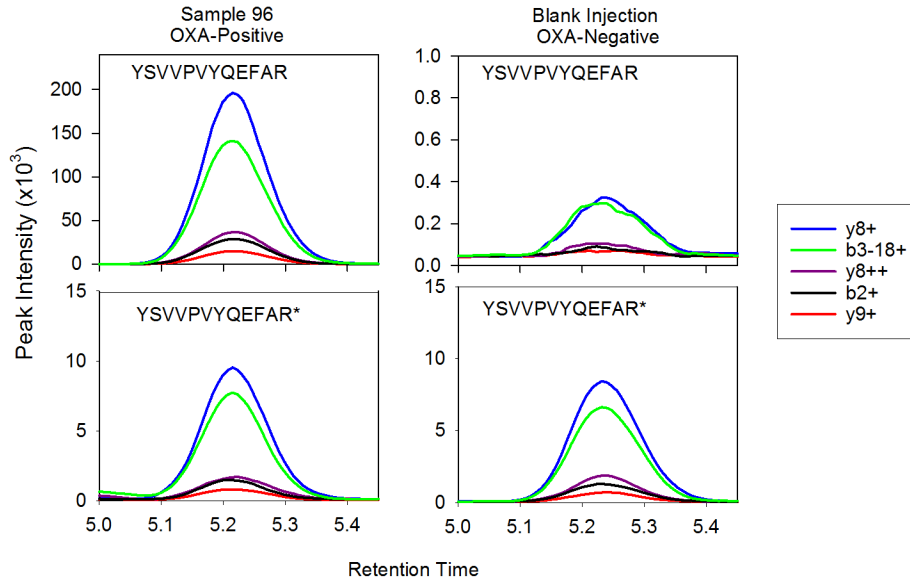 Sample 96
OXA-Positive
Blank Injection
OXA-Negative
Peak Intensity (x10³)
YSVVPVYQEFAR
200
150
100
50
0
YSVVPVYQEFAR
1.0
0.8
0.6
0.4
0.2
0.0
YSVVPVYQEFAR*
15
10
5
0
5.0 5.1 5.2 5.3 5.4
YSVVPVYQEFAR*
15
10
5
0
5.0 5.1 5.2 5.3 5.4
Retention Time
y8+
b3-18+
y8++
b2+
y9+